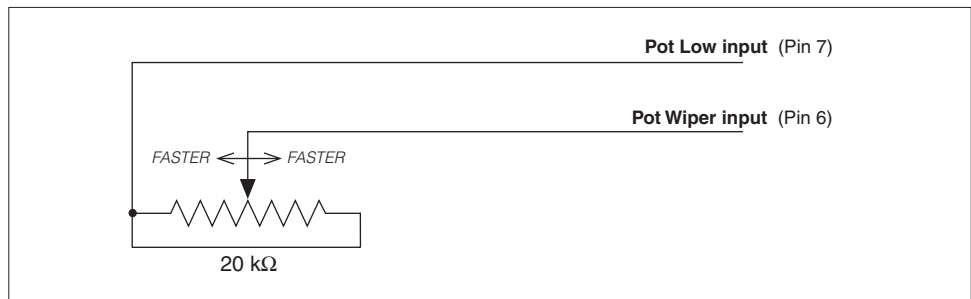 Pot Low input (Pin 7)
Pot Wiper input (Pin 6)
FASTER FASTER
20 kΩ